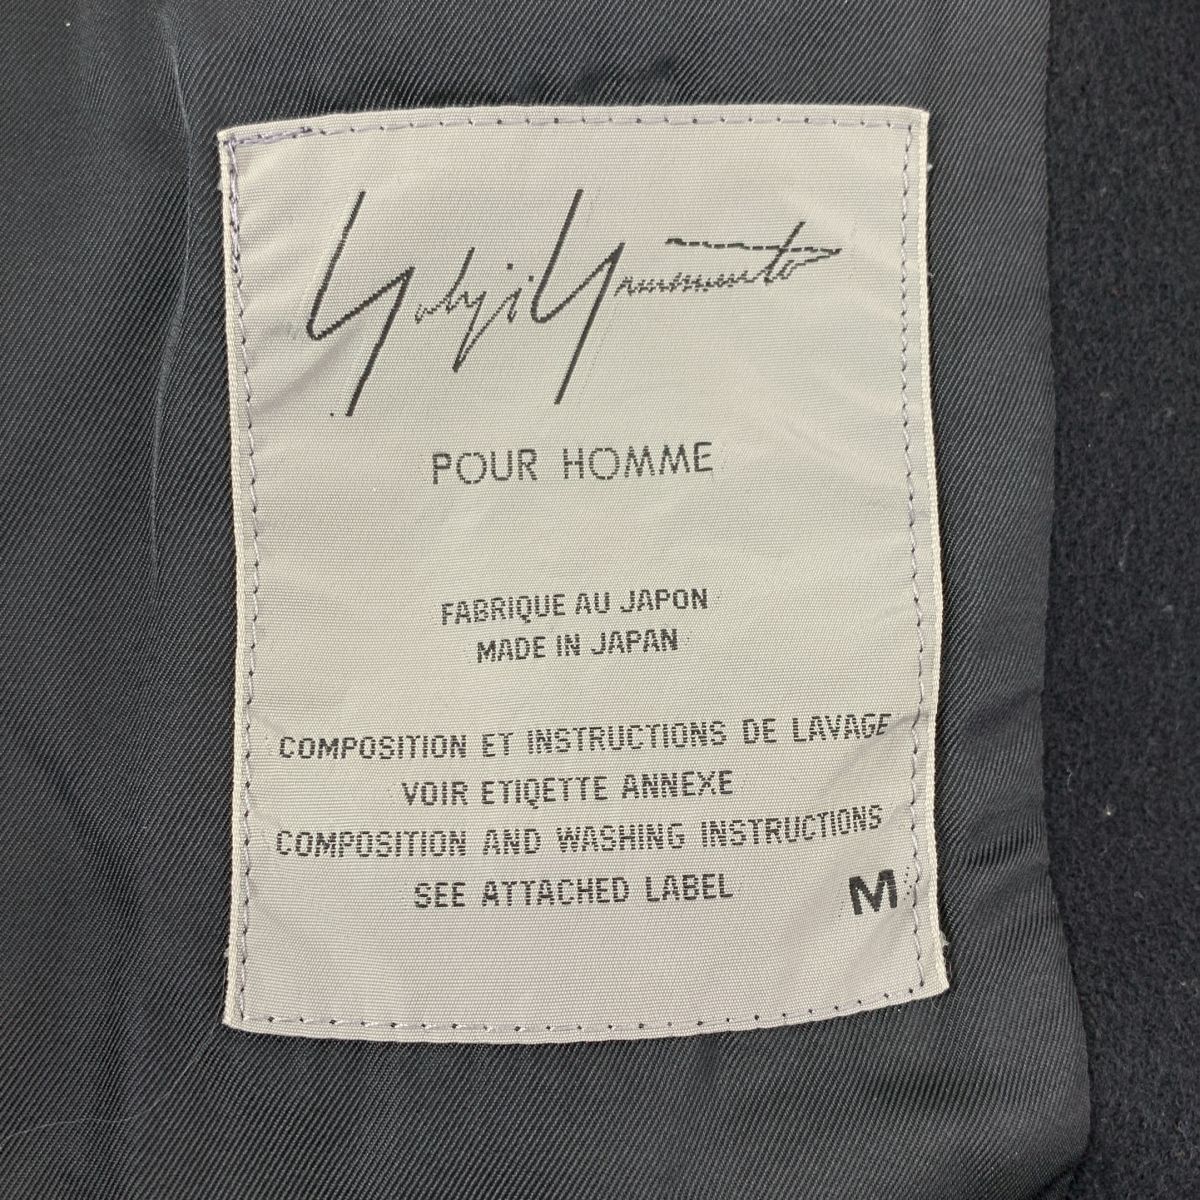 Yohji Yamamoto
POUR HOMME
FABRIQUE AU JAPON
MADE IN JAPAN
COMPOSITION ET INSTRUCTIONS DE LAVAGE
VOIR ETIQETTE ANNEXE
COMPOSITION AND WASHING INSTRUCTIONS
SEE ATTACHED LABEL
M